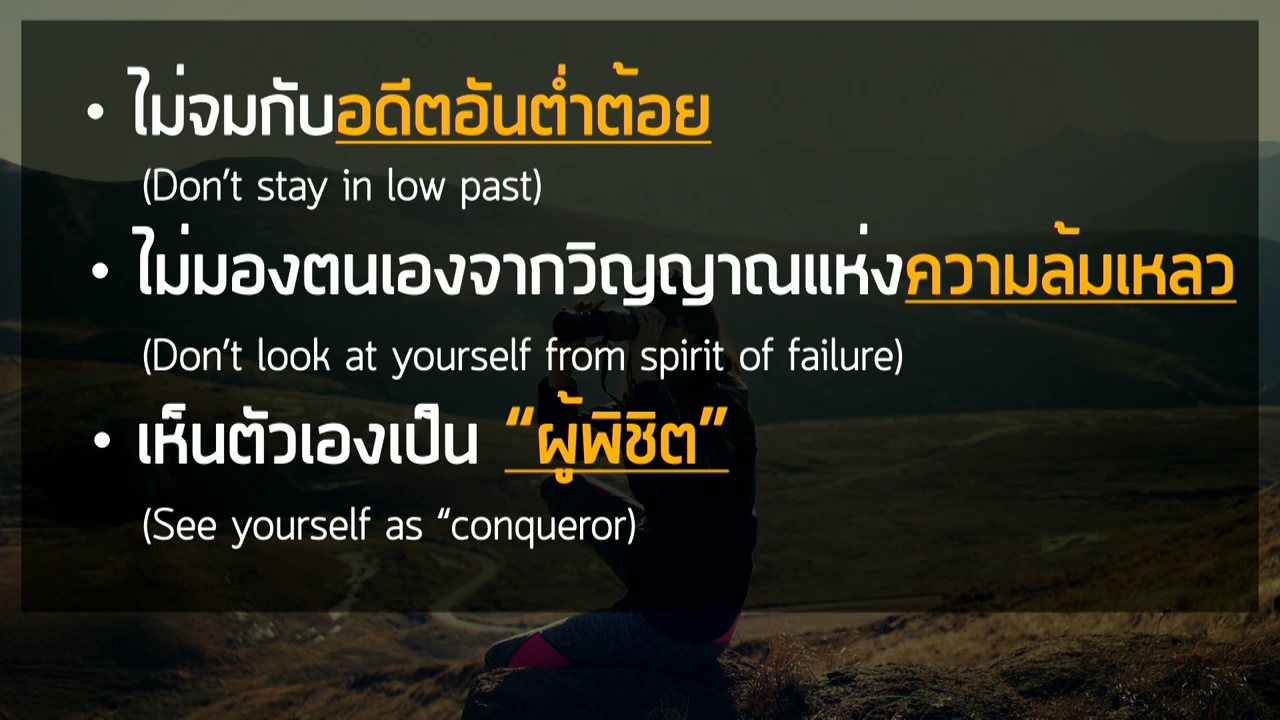 • ไม่จมกับอดีตอันต่ำต้อย
(Don’t stay in low past)
• ไม่มองตนเองจากวิญญาณแห่งความล้มเหลว
(Don’t look at yourself from spirit of failure)
• เห็นตัวเองเป็น “ผู้พิชิต”
(See yourself as “conqueror)